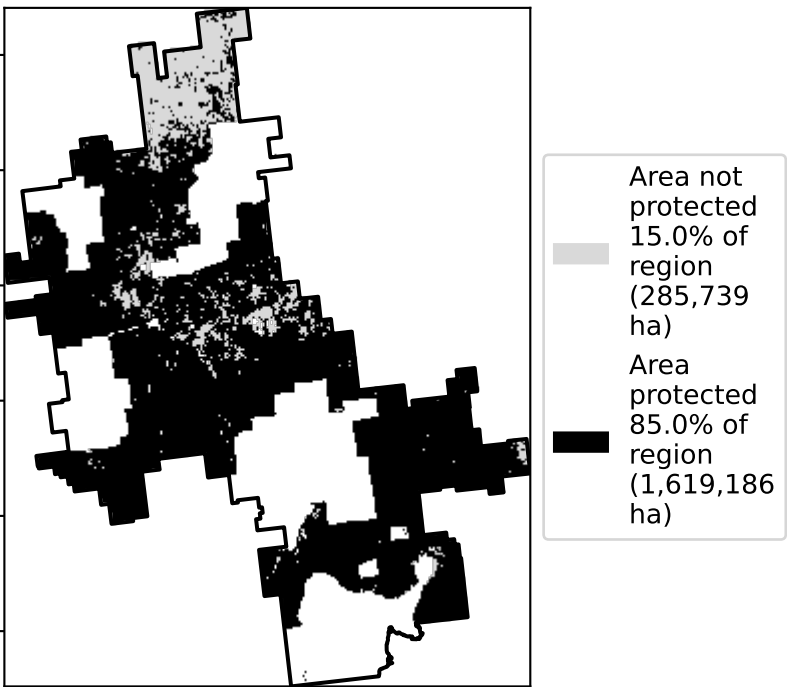 Area not
protected
15.0% of
region
(285,739
ha)
Area
protected
85.0% of
region
(1,619,186
ha)